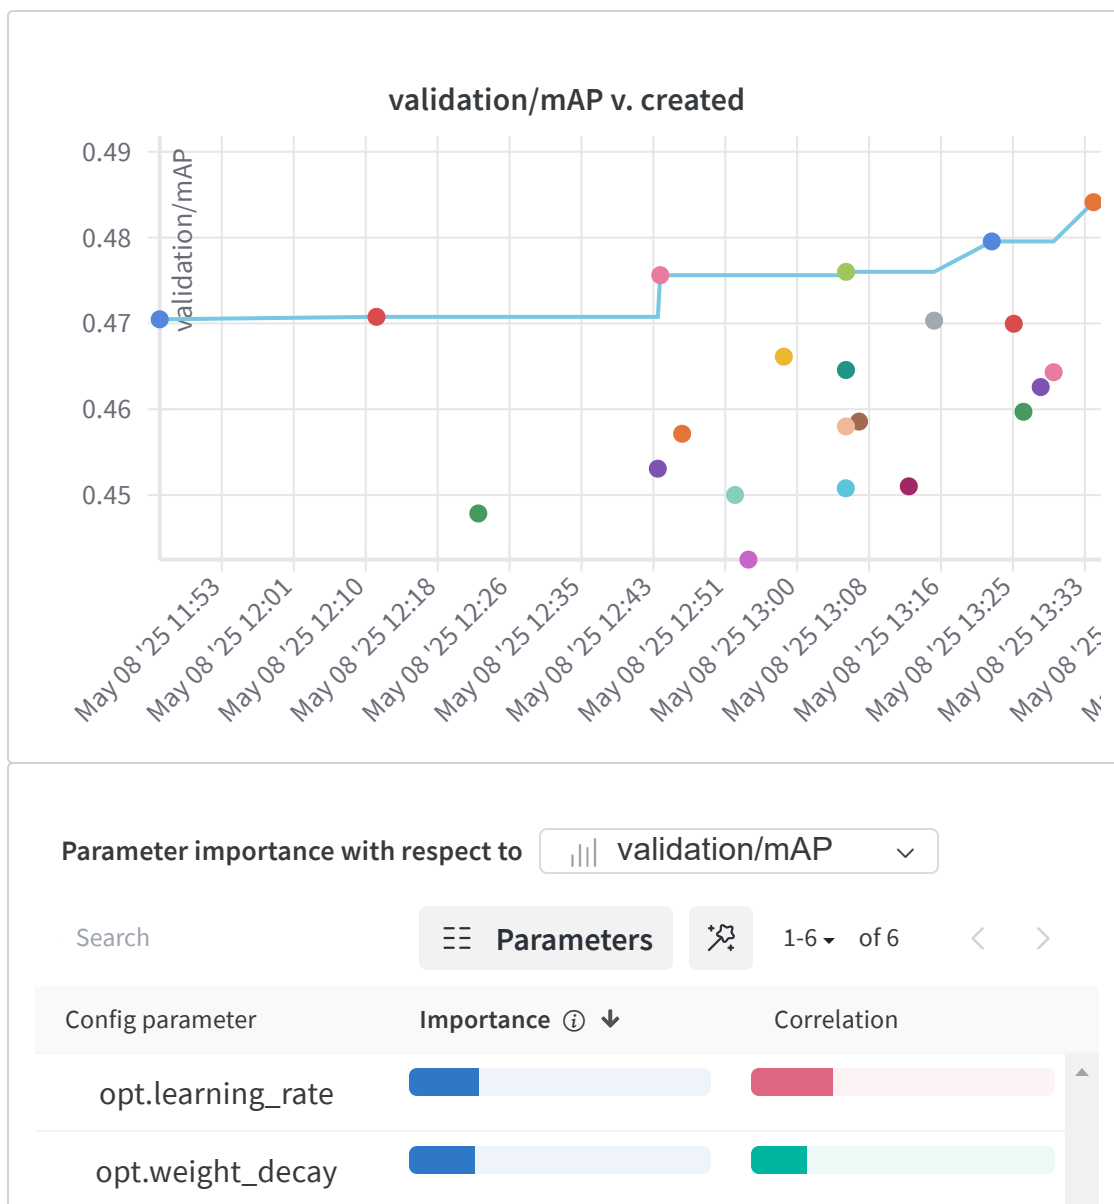 validation/mAP v. created
validation/mAP
0.49
0.48
0.47
0.46
0.45
May 08 '25 11:53
May 08 '25 12:01
May 08 '25 12:10
May 08 '25 12:18
May 08 '25 12:26
May 08 '25 12:35
May 08 '25 12:43
May 08 '25 12:51
May 08 '25 13:00
May 08 '25 13:08
May 08 '25 13:16
May 08 '25 13:25
May 08 '25 13:33
May 08 '25
Parameter importance with respect to validation/mAP
Search Parameters 1-6 of 6
Config parameter Importance Correlation
opt.learning_rate
opt.weight_decay